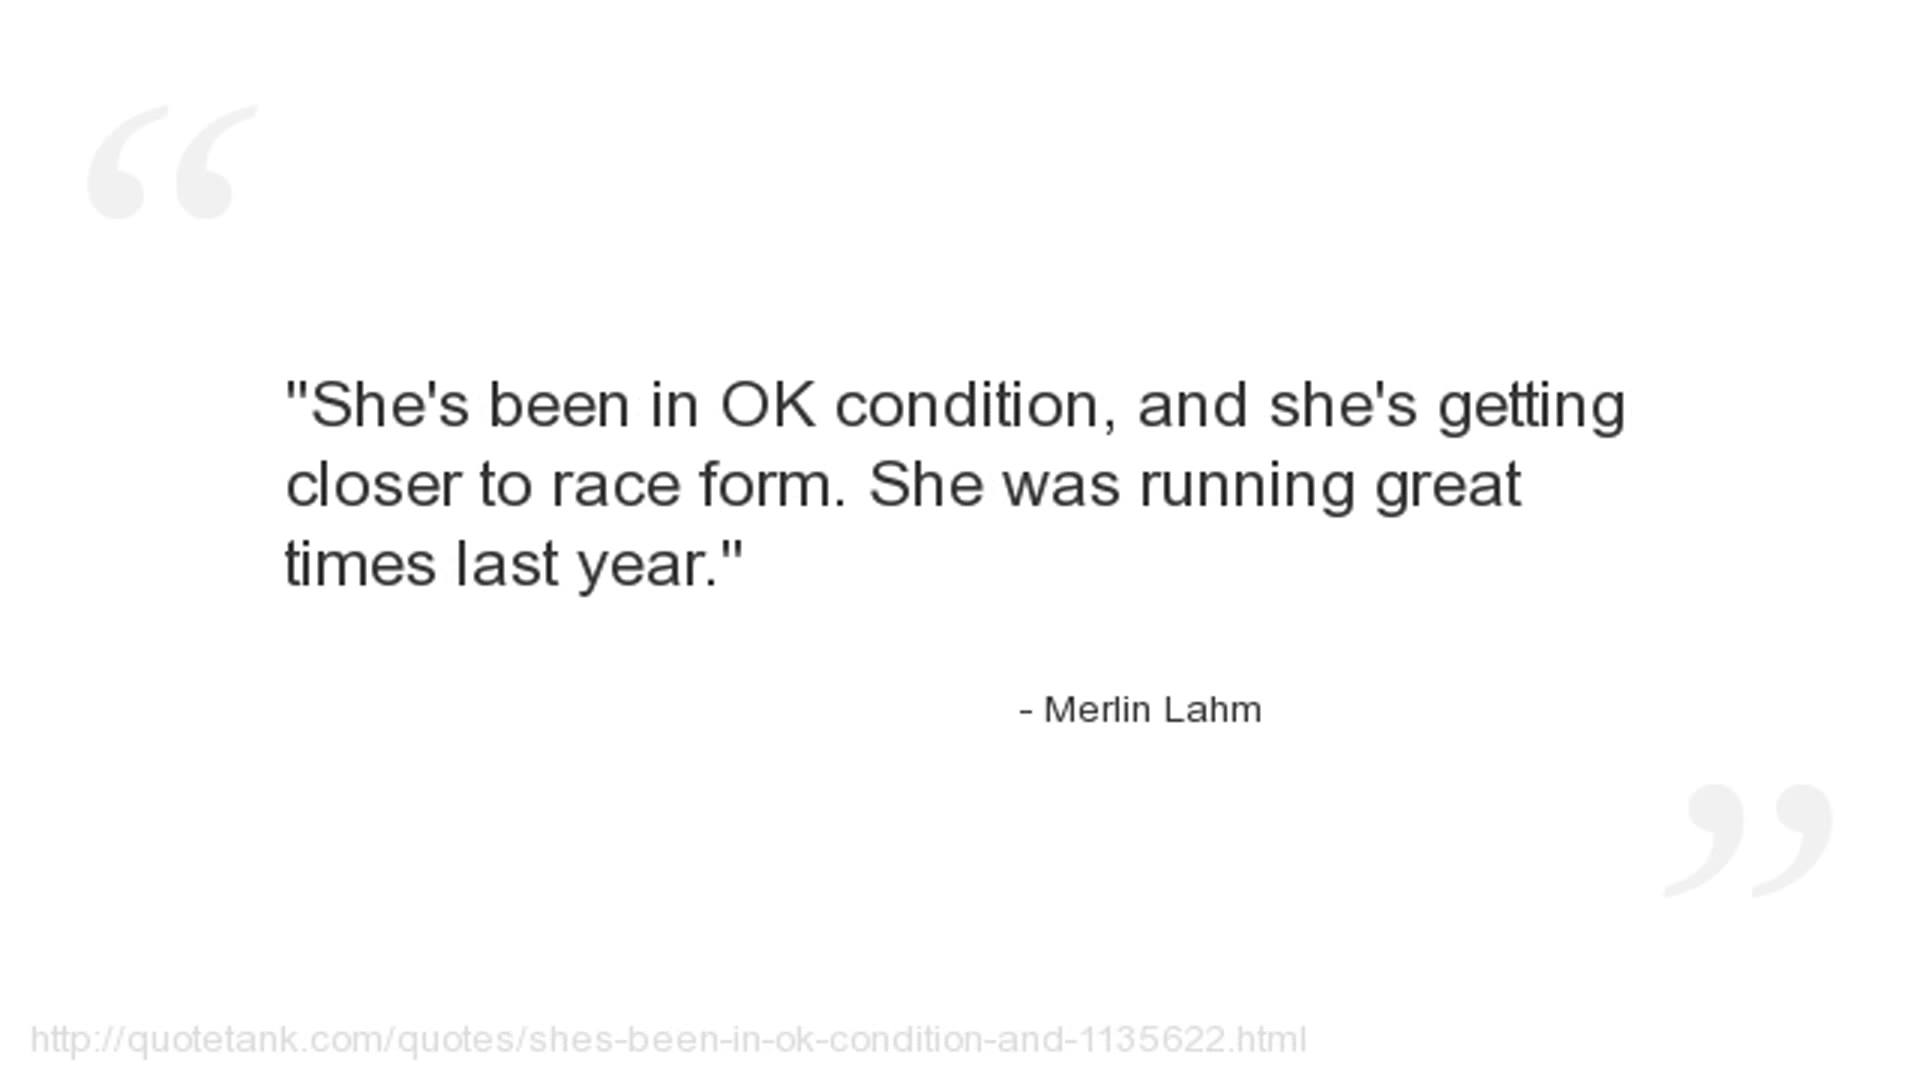 "She's been in OK condition, and she's getting
closer to race form. She was running great
times last year."
- Merlin Lahm
http://quotetank.com/quotes/shes-been-in-ok-condition-and-1135622.html